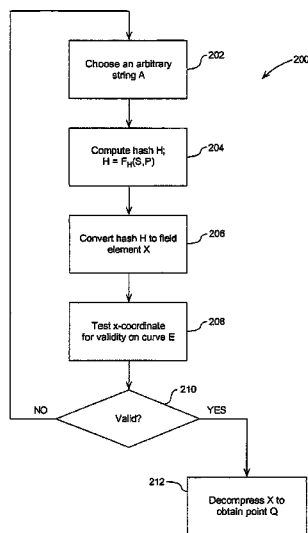 202
Choose an arbitrary
string A
200
Compute hash H;
H = F_H(S,P)
204
Convert hash H to field
element X
206
Test x-coordinate
for validity on curve E
208
210
NO
Valid?
YES
212
Decompress X to
obtain point Q